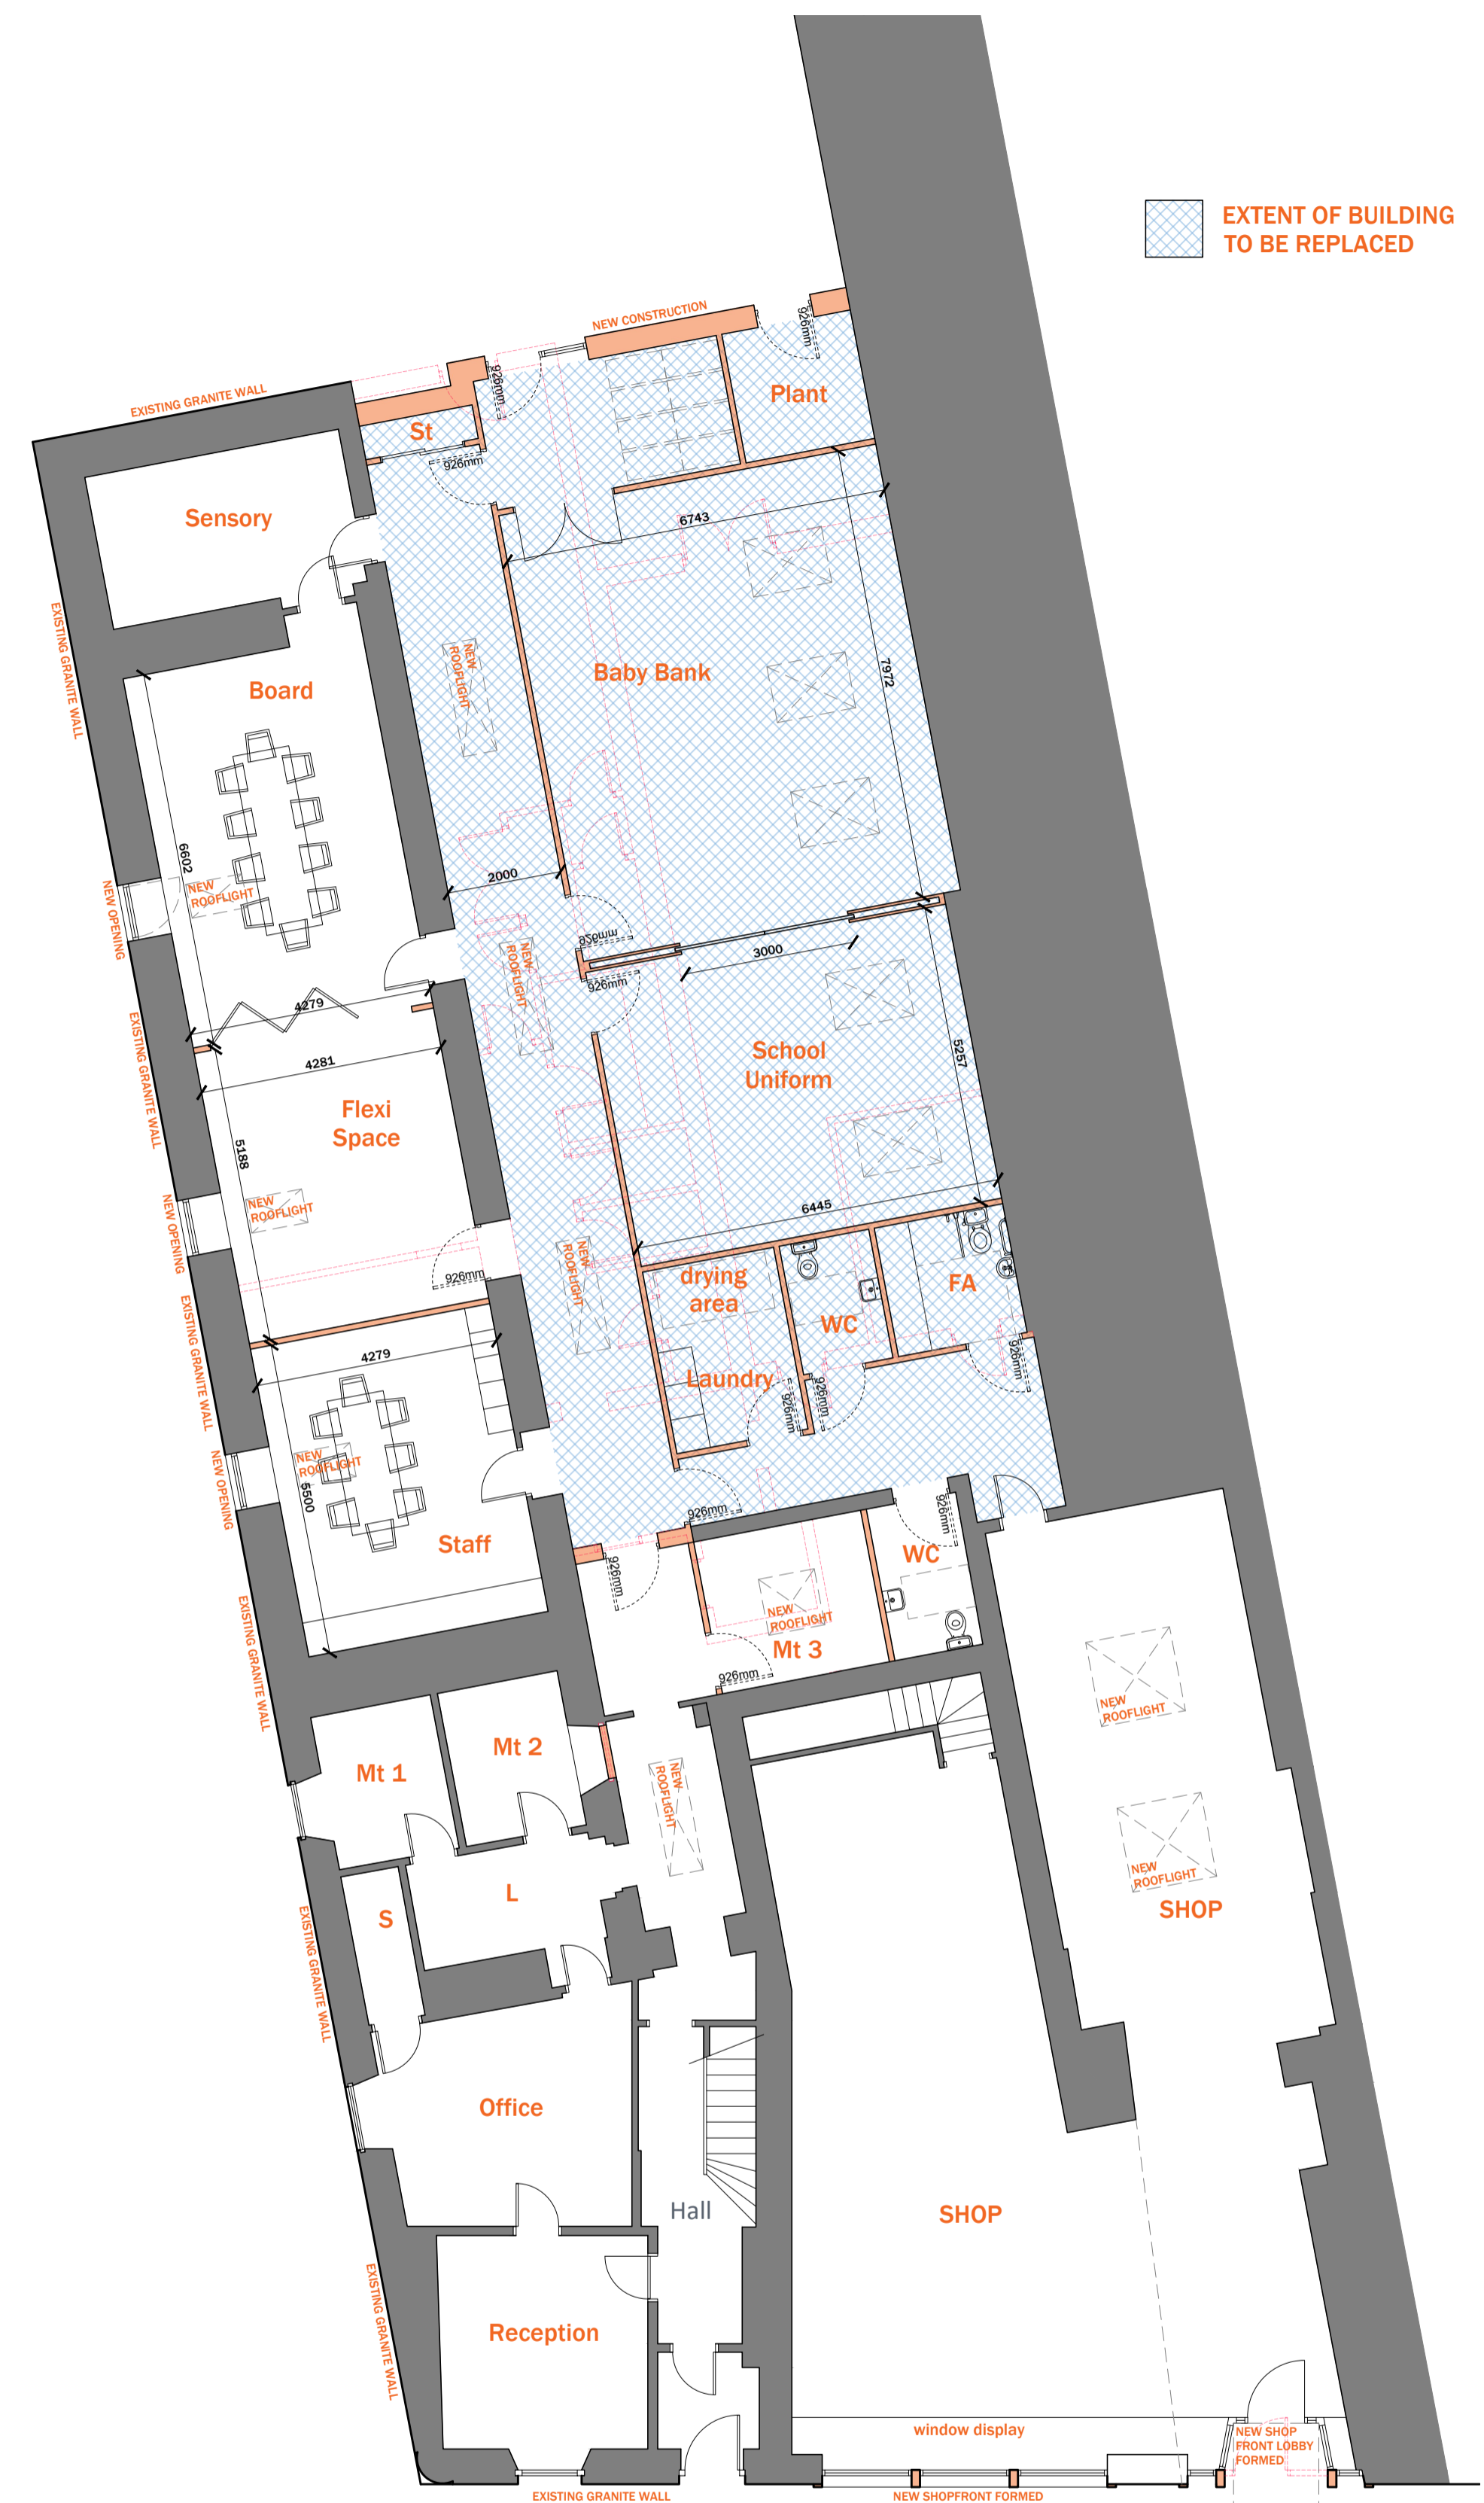 EXTENT OF BUILDING
TO BE REPLACED
NEW CONSTRUCTION
926mm
Plant
926mm
EXISTING GRANITE WALL
St
926mm
Sensory
6743
EXISTING GRANITE WALL
Board
NEW
ROOFLIGHT
Baby Bank
7972
6602
NEW
ROOFLIGHT
2000
NEW OPENING
926mm
3000
NEW
ROOFLIGHT
926mm
4279
EXISTING GRANITE WALL
4281
School
Uniform
5257
Flexi
Space
5188
NEW
ROOFLIGHT
6445
NEW OPENING
926mm
NEW
ROOFLIGHT
drying
area
FA
WC
EXISTING GRANITE WALL
4279
Laundry
926mm
926mm
926mm
NEW
ROOFLIGHT
5500
NEW OPENING
926mm
926mm
Staff
WC
926mm
NEW
ROOFLIGHT
Mt 3
926mm
EXISTING GRANITE WALL
NEW
ROOFLIGHT
Mt 2
Mt 1
NEW
ROOFLIGHT
NEW
ROOFLIGHT
L
SHOP
S
EXISTING GRANITE WALL
Office
Hall
SHOP
Reception
EXISTING GRANITE WALL
window display
NEW SHOP
FRONT LOBBY
FORMED
EXISTING GRANITE WALL
NEW SHOPFRONT FORMED